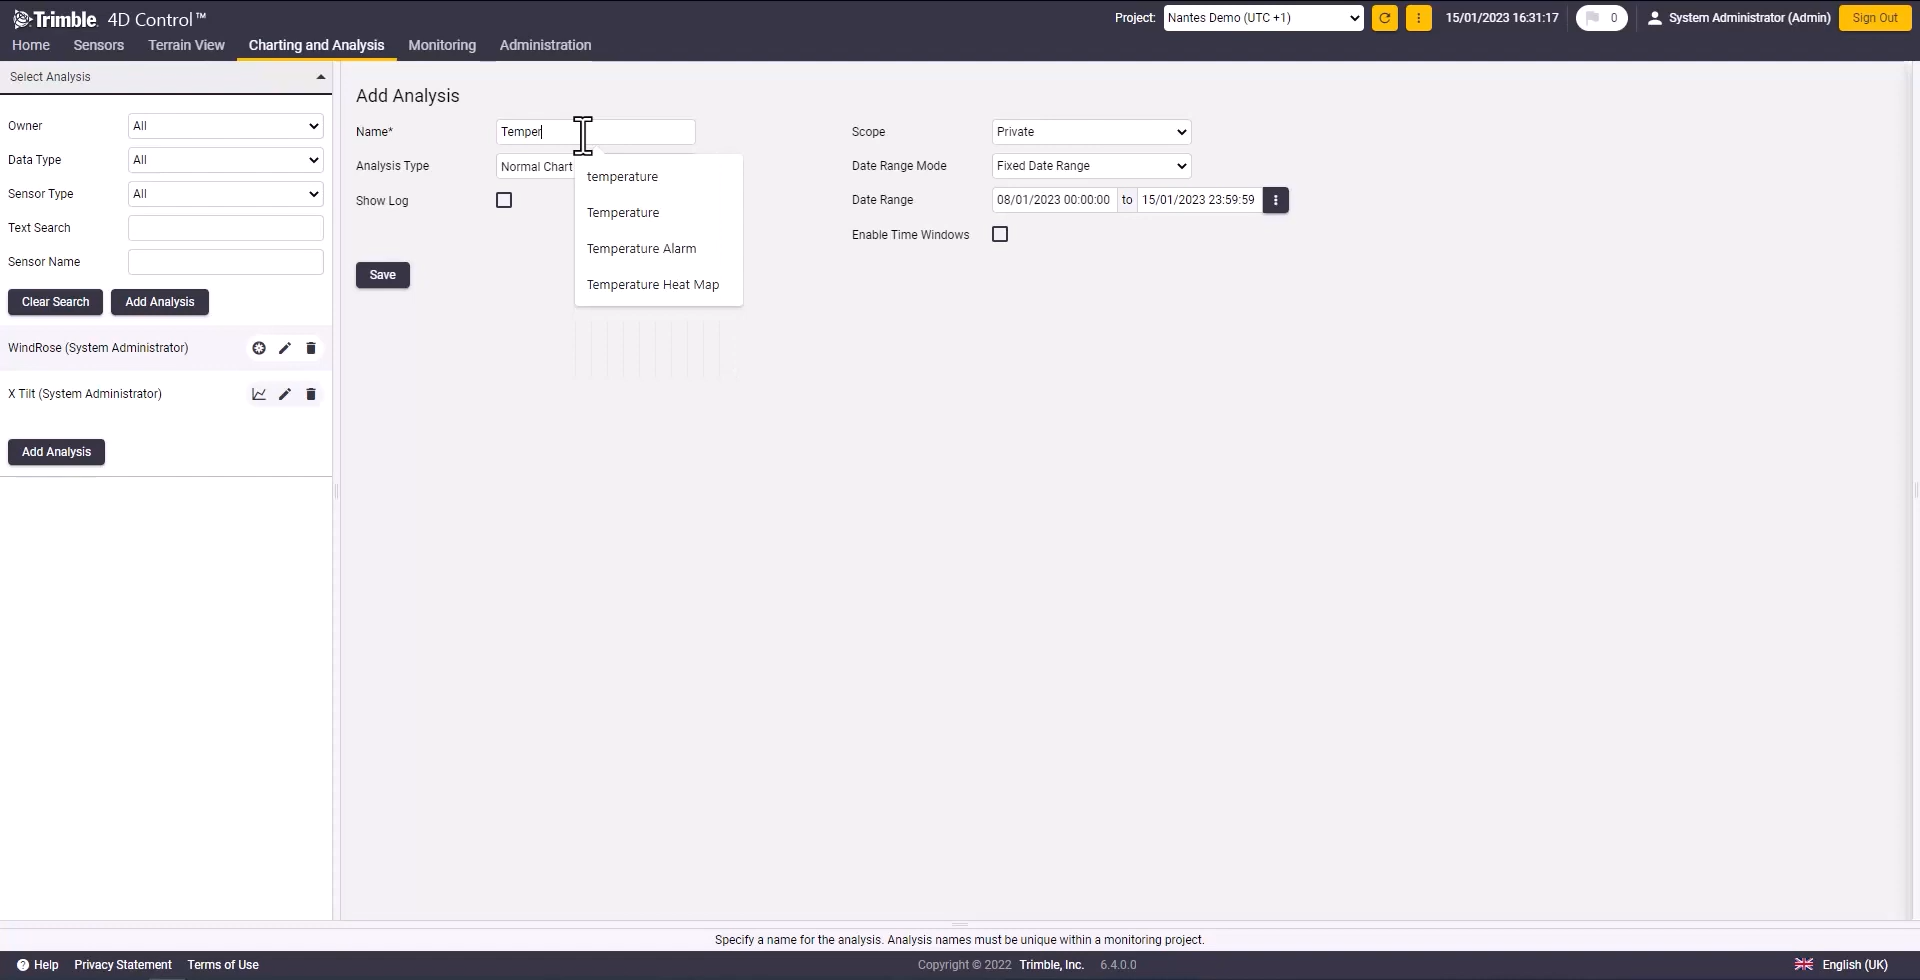 Trimble. 4D Control™
Project: Nantes Demo (UTC +1) 15/01/2023 16:31:17 0 System Administrator (Admin) Sign Out
Home Sensors Terrain View Charting and Analysis Monitoring Administration
Select Analysis
Owner All
Data Type All
Sensor Type All
Text Search
Sensor Name
Clear Search Add Analysis
WindRose (System Administrator)
X Tilt (System Administrator)
Add Analysis
Add Analysis
Name* Temper
Analysis Type Normal Chart
Show Log
Save
temperature
Temperature
Temperature Alarm
Temperature Heat Map
Scope Private
Date Range Mode Fixed Date Range
Date Range 08/01/2023 00:00:00 to 15/01/2023 23:59:59
Enable Time Windows
Specify a name for the analysis. Analysis names must be unique within a monitoring project.
Help Privacy Statement Terms of Use Copyright © 2022 Trimble, Inc. 6.4.0.0 English (UK)